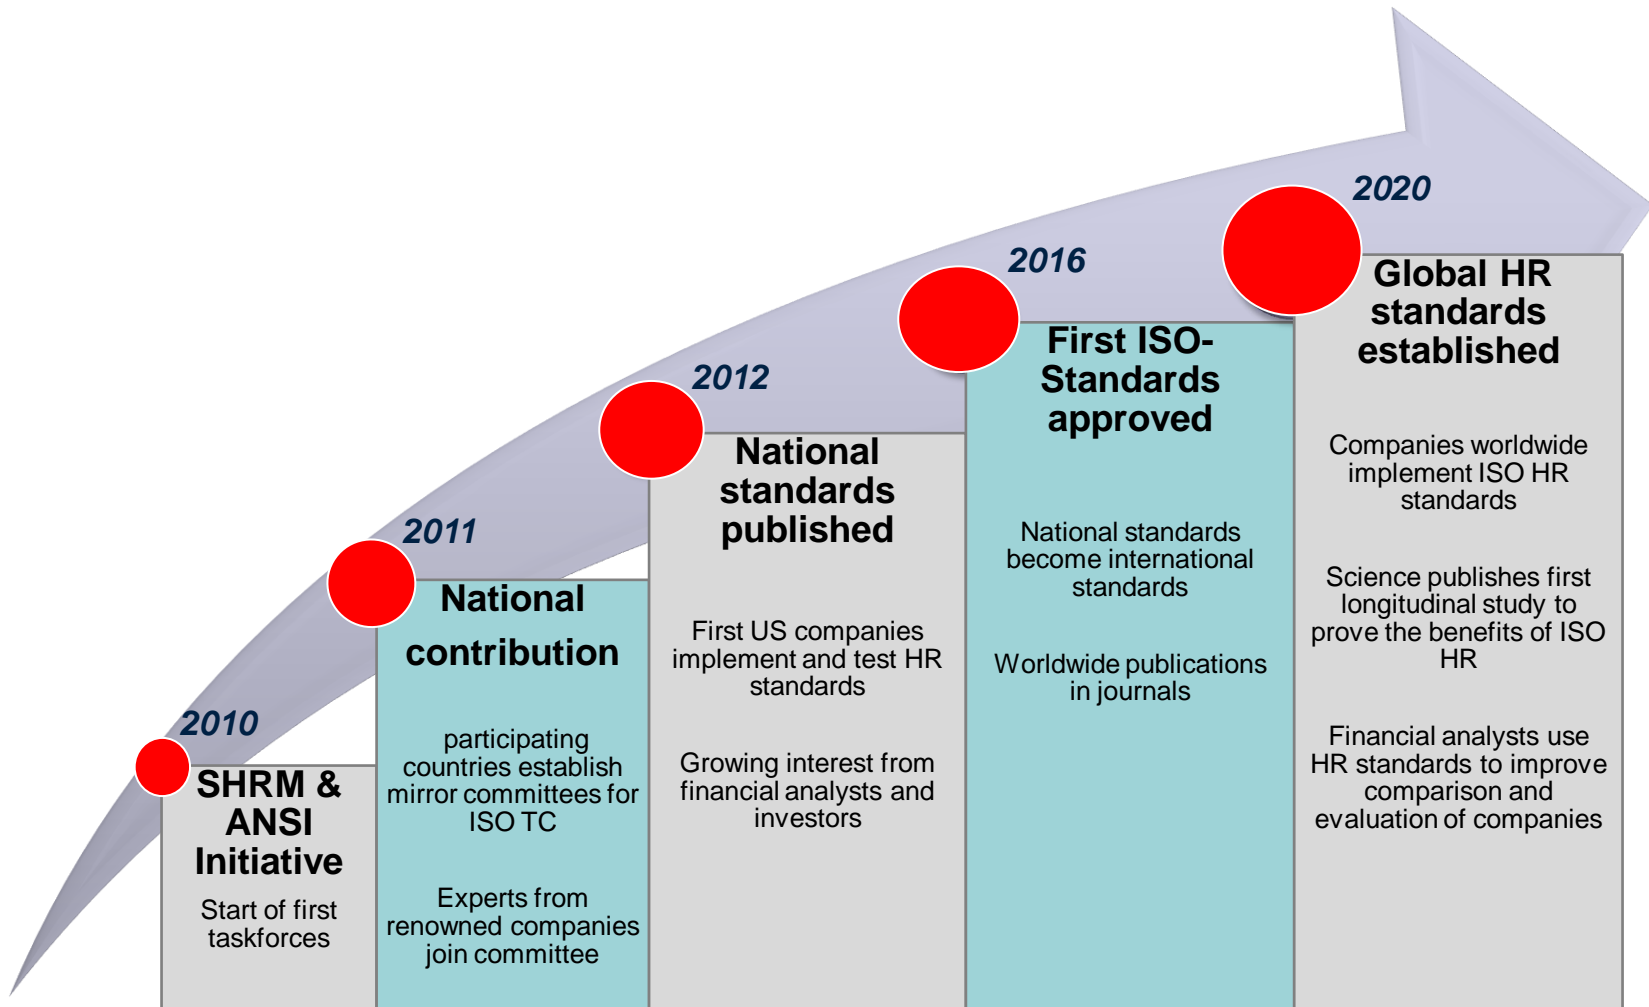 2010
SHRM &
ANSI
Initiative
Start of first
taskforces
2011
National
contribution
participating
countries establish
mirror committees for
ISO TC
Experts from
renowned companies
join committee
2012
National
standards
published
First US companies
implement and test HR
standards
Growing interest from
financial analysts and
investors
2016
First ISO-
Standards
approved
National standards
become international
standards
Worldwide publications
in journals
2020
Global HR
standards
established
Companies worldwide
implement ISO HR
standards
Science publishes first
longitudinal study to
prove the benefits of ISO
HR
Financial analysts use
HR standards to improve
comparison and
evaluation of companies